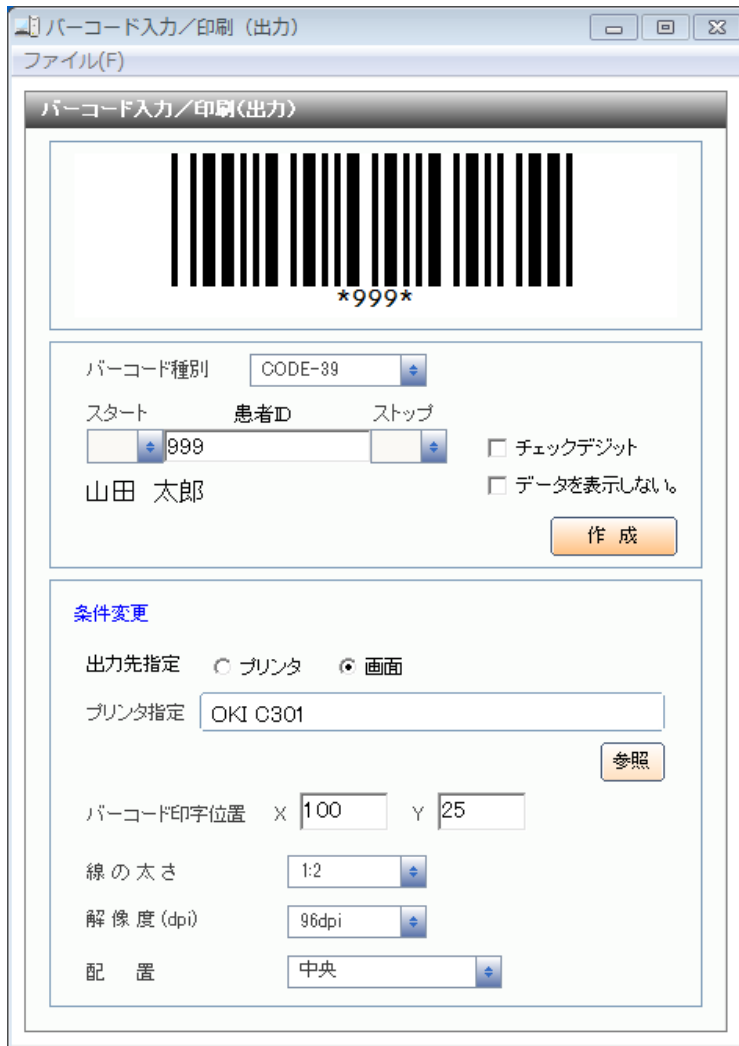 バーコード入力／印刷（出力）
ファイル(F)
バーコード入力／印刷(出力)
*999*
バーコード種別 CODE-39
スタート 患者ID ストップ
999
チェックデジット
山田 太郎
データを表示しない。
作 成
条件変更
出力先指定 プリンタ 画面
プリンタ指定 OKI C301
参照
バーコード印字位置 X 100 Y 25
線 の 太 さ 1:2
解 像 度 (dpi) 96dpi
配 置 中央